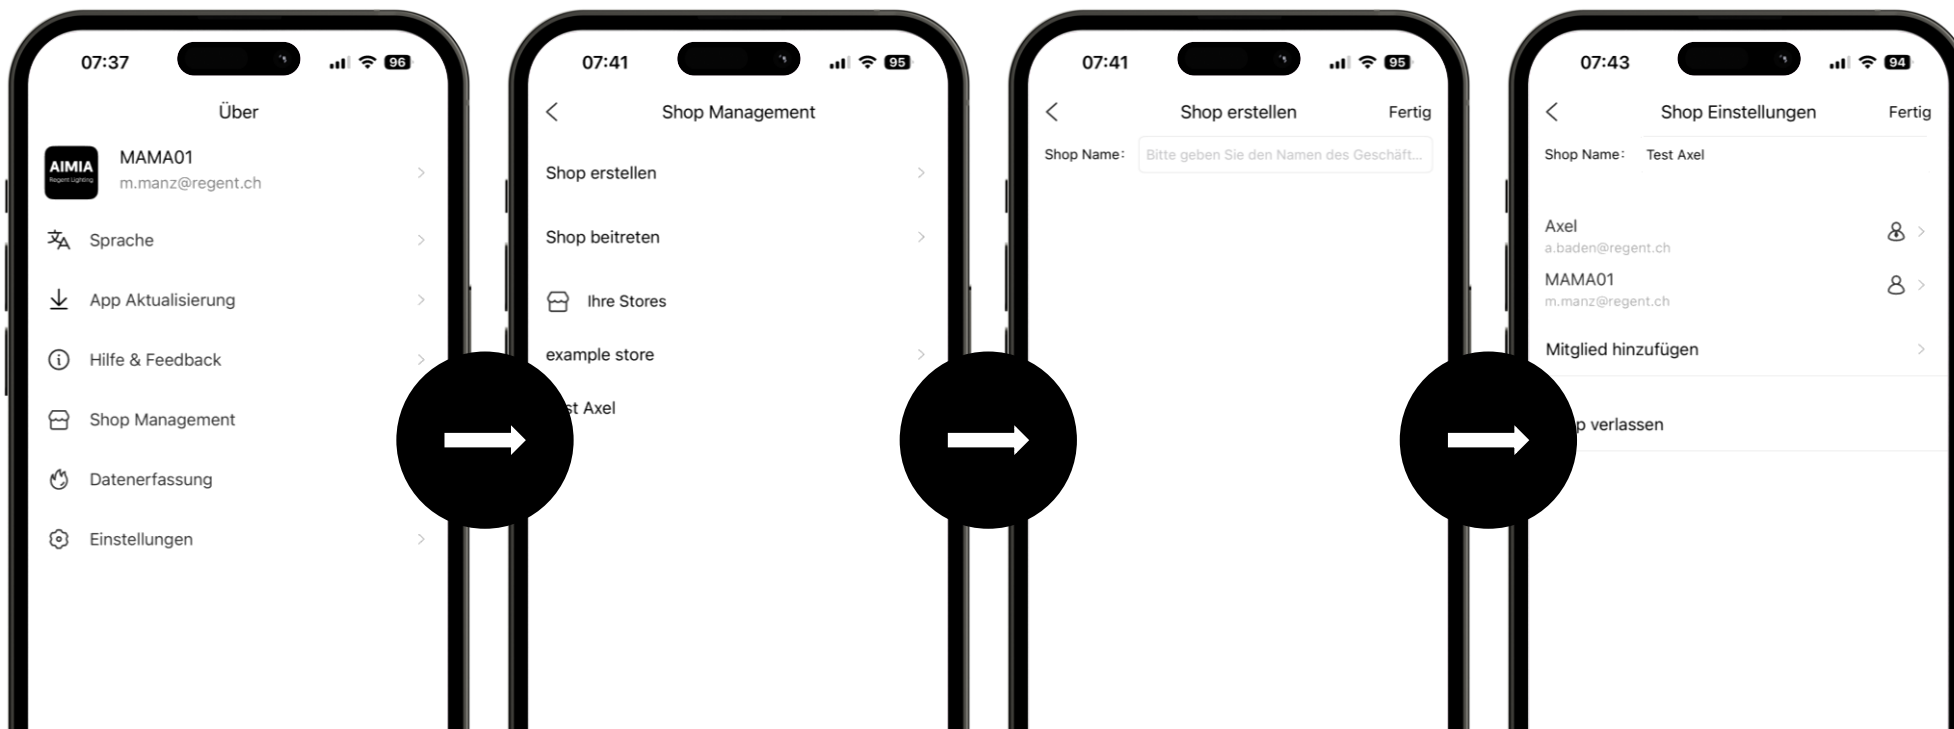 07:37
96
Über
AIMIA
Regent Lighting
MAMA01
m.manz@regent.ch
Sprache
App Aktualisierung
Hilfe & Feedback
Shop Management
Datenerfassung
Einstellungen
07:41
95
Shop Management
Shop erstellen
Shop beitreten
Ihre Stores
example store
st Axel
07:41
95
Shop erstellen
Fertig
Shop Name:
Bitte geben Sie den Namen des Geschäft...
07:43
94
Shop Einstellungen
Fertig
Shop Name: Test Axel
Axel
a.baden@regent.ch
MAMA01
m.manz@regent.ch
Mitglied hinzufügen
p verlassen